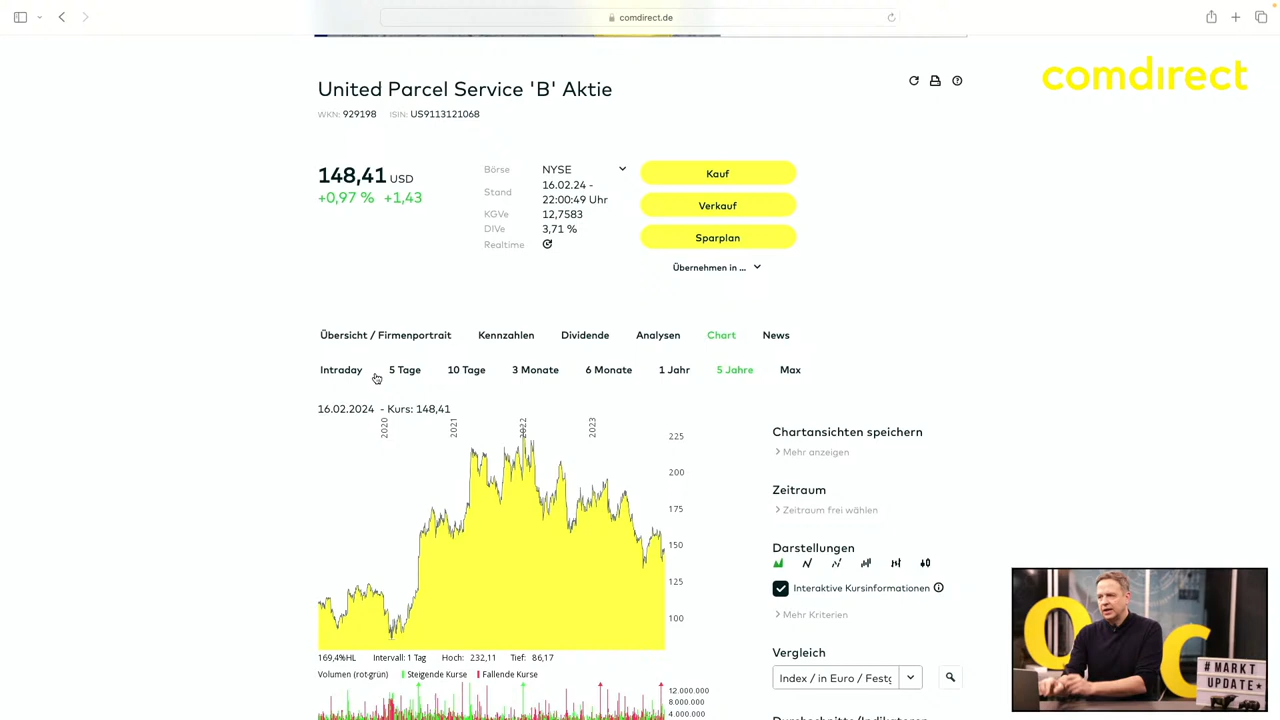 comdirect.de
comdirect
United Parcel Service 'B' Aktie
WKN: 929198 ISIN: US9113121068
148,41 USD
+0,97 % +1,43
Börse NYSE
Stand 16.02.24 -
22:00:49 Uhr
KGVe 12,7583
DIVe 3,71 %
Realtime
Kauf
Verkauf
Sparplan
Übernehmen in ...
Übersicht / Firmenportrait Kennzahlen Dividende Analysen Chart News
Intraday 5 Tage 10 Tage 3 Monate 6 Monate 1 Jahr 5 Jahre Max
16.02.2024 - Kurs: 148,41
2020 2021 2022 2023
225
200
175
150
125
100
169,4%HL Intervall: 1 Tag Hoch: 232,11 Tief: 86,17
Volumen (rot-grün) Steigende Kurse Fallende Kurse
12.000.000
8.000.000
4.000.000
Chartansichten speichern
Mehr anzeigen
Zeitraum
Zeitraum frei wählen
Darstellungen
Interaktive Kursinformationen
Mehr Kriterien
Vergleich
Index / in Euro / Festg
# MARKT
UPDATE